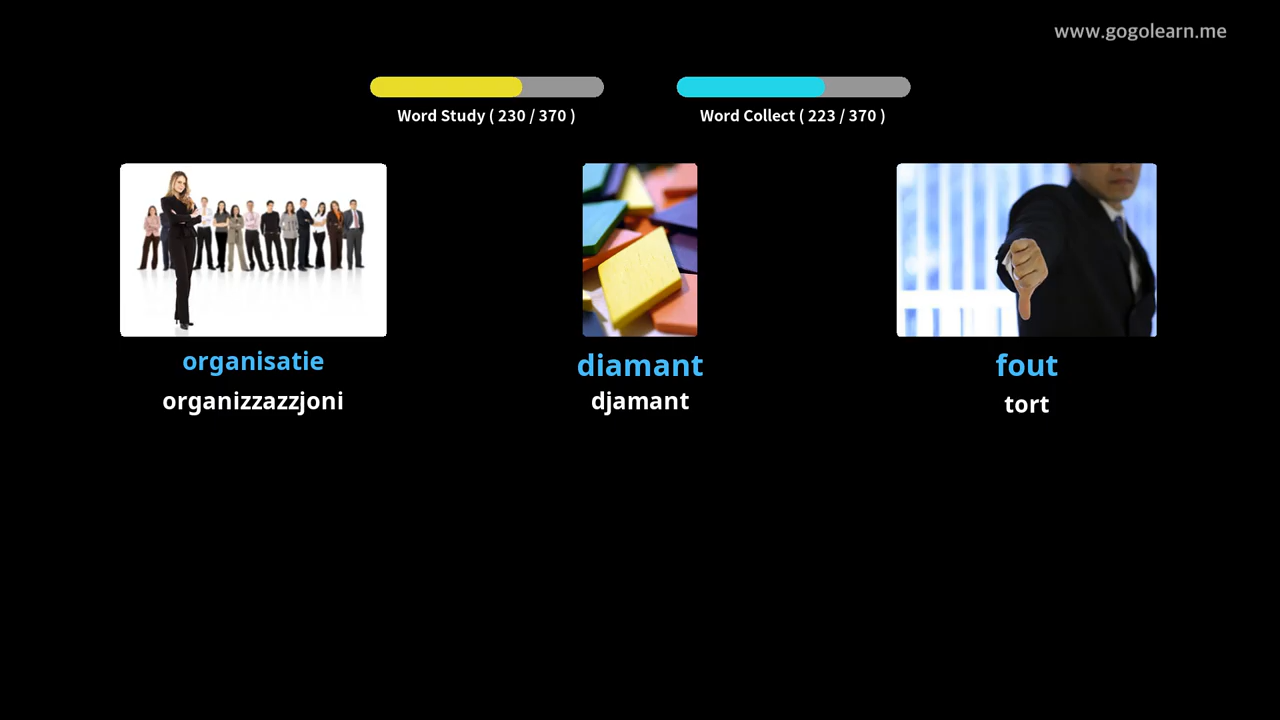 www.gogolearn.me
Word Study ( 230 / 370 )
Word Collect ( 223 / 370 )
organisatie
organizzazzjoni
diamant
djamant
fout
tort